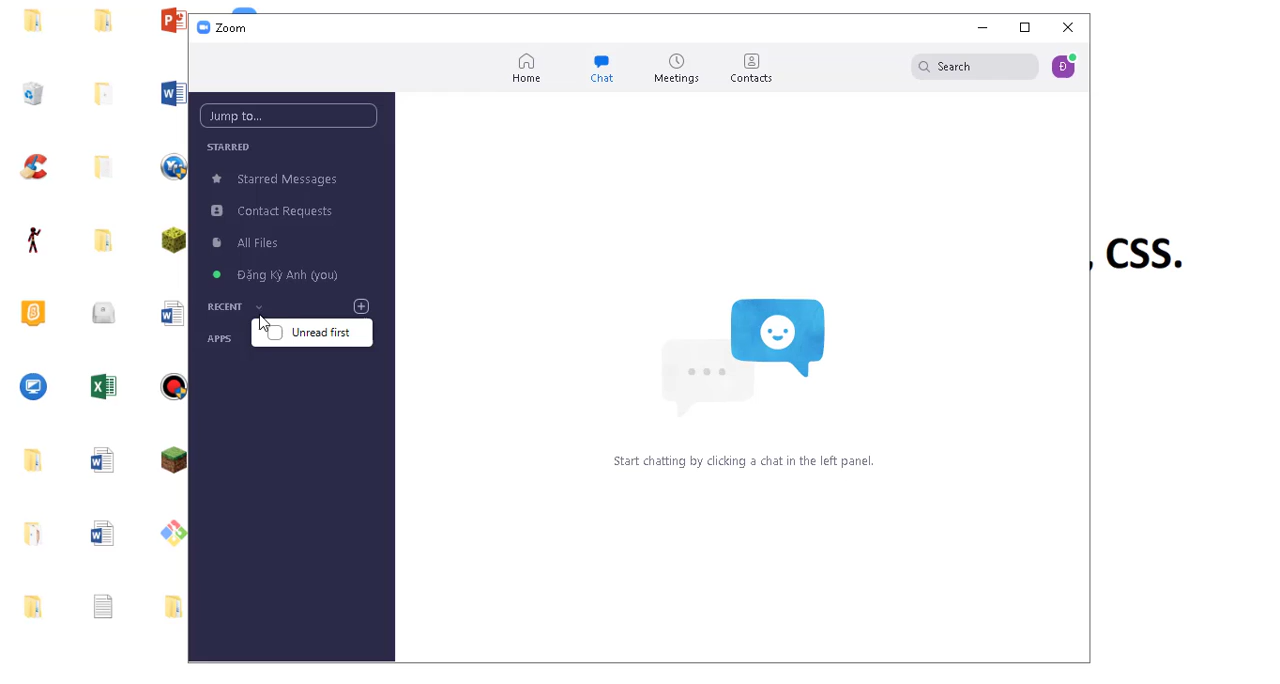 Zoom
Home
Chat
Meetings
Contacts
Search
Đ
Jump to...
STARRED
Starred Messages
Contact Requests
All Files
Đặng Kỳ Anh (you)
RECENT
Unread first
APPS
Start chatting by clicking a chat in the left panel.
, CSS.